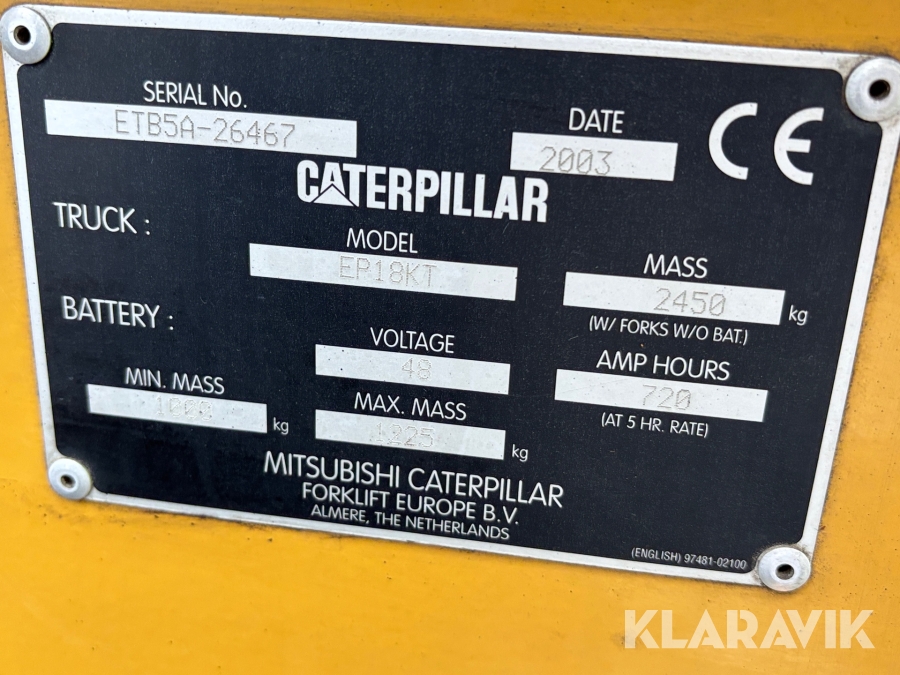 SERIAL No.
ETB5A-26467
DATE
2003
CE
CATERPILLAR
TRUCK :
MODEL
EP18KT
MASS
2450 kg
(W/ FORKS W/O BAT.)
BATTERY :
VOLTAGE
48
AMP HOURS
720
(AT 5 HR. RATE)
MIN. MASS
kg
MAX. MASS
1225 kg
MITSUBISHI CATERPILLAR
FORKLIFT EUROPE B.V.
ALMERE, THE NETHERLANDS
(ENGLISH) 97481-02100
KLARAVIK